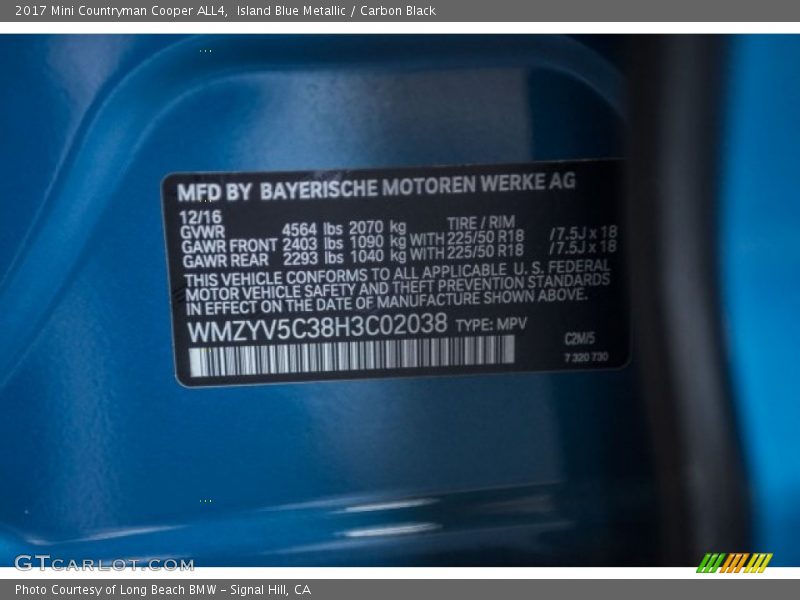 2017 Mini Countryman Cooper ALL4,  Island Blue Metallic / Carbon Black
MFD BY BAYERISCHE MOTOREN WERKE AG
12/16
GVWR 4564 lbs 2070 kg TIRE / RIM
GAWR FRONT 2403 lbs 1090 kg WITH 225/50 R18 /7.5J x 18
GAWR REAR 2293 lbs 1040 kg WITH 225/50 R18 /7.5J x 18
THIS VEHICLE CONFORMS TO ALL APPLICABLE U.S. FEDERAL
MOTOR VEHICLE SAFETY AND THEFT PREVENTION STANDARDS
IN EFFECT ON THE DATE OF MANUFACTURE SHOWN ABOVE.
WMZYV5C38H3C02038 TYPE: MPV
C2M/5
7 320 730
GTCARLOT.COM
Photo Courtesy of Long Beach BMW - Signal Hill, CA